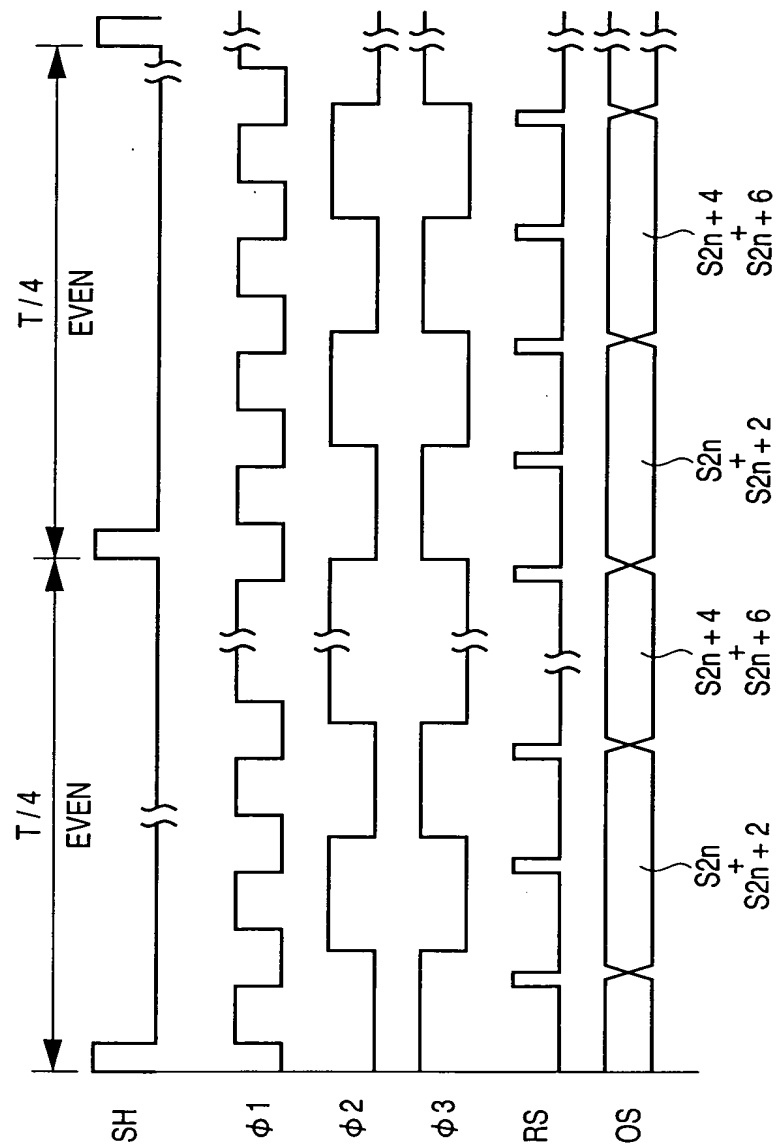 T/4
EVEN
T/4
EVEN
SH
ϕ1
ϕ2
ϕ3
RS
OS
S2n
+
S2n+2
S2n+4
+
S2n+6
S2n
+
S2n+2
S2n+4
+
S2n+6